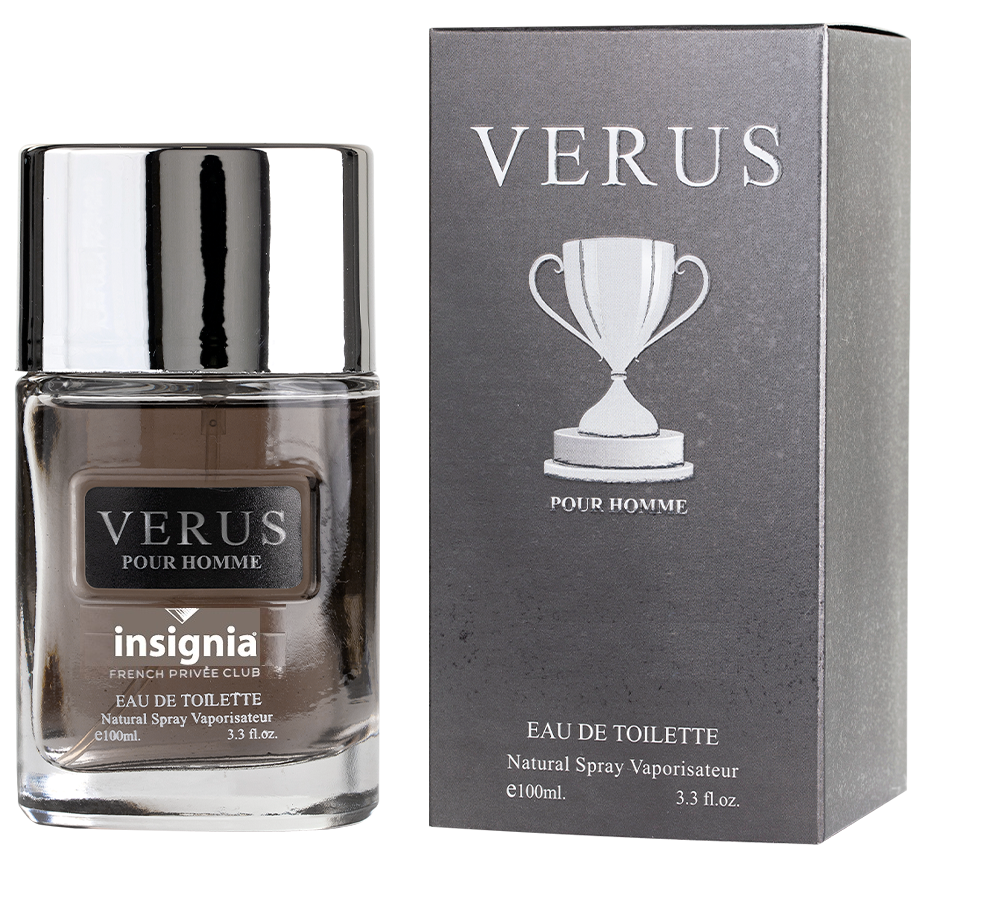 VERUS
POUR HOMME
insignia
FRENCH PRIVÉE CLUB
EAU DE TOILETTE
Natural Spray Vaporisateur
e100ml. 3.3 fl.oz.
VERUS
POUR HOMME
EAU DE TOILETTE
Natural Spray Vaporisateur
e100ml. 3.3 fl.oz.